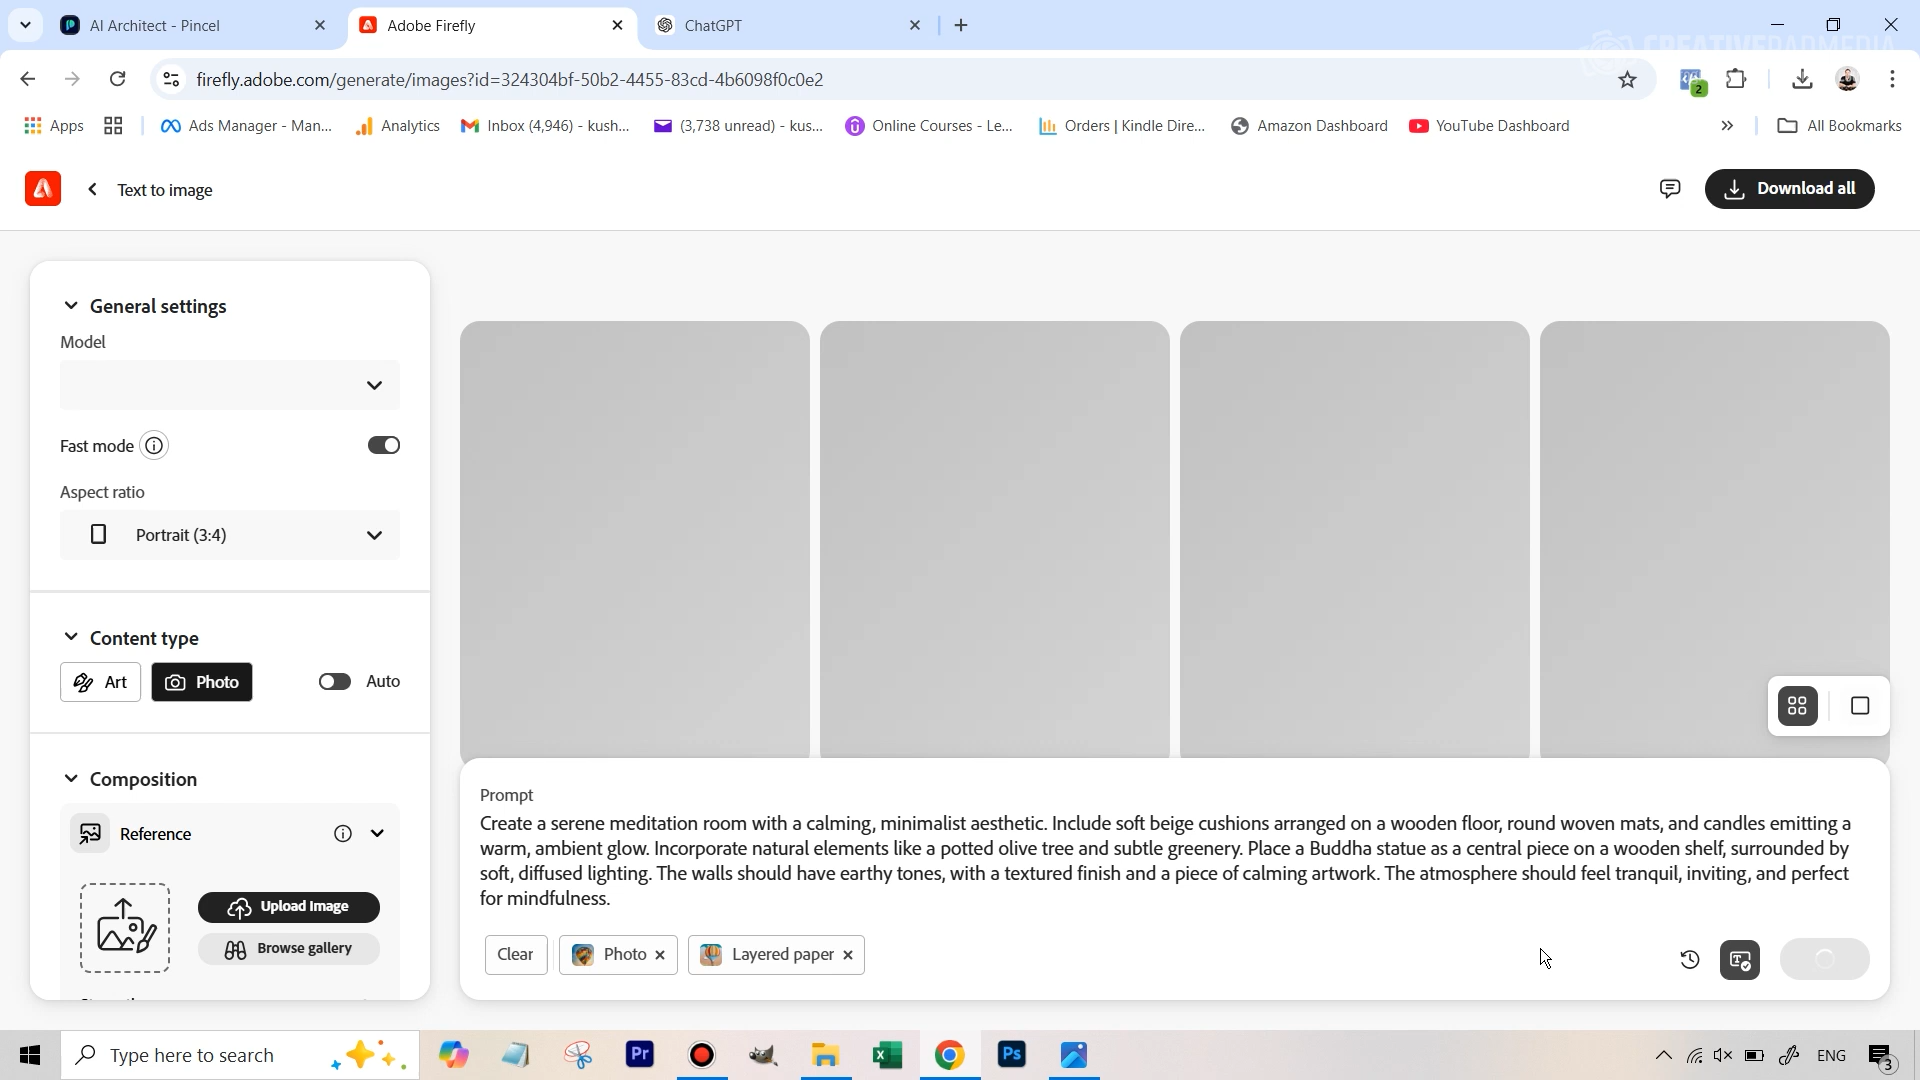 AI Architect - Pincel
Adobe Firefly
ChatGPT
CREATIVEDADMEDIA
firefly.adobe.com/generate/images?id=324304bf-50b2-4455-83cd-4b6098f0c0e2
2
Apps
Ads Manager - Man...
Analytics
Inbox (4,946) - kush...
(3,738 unread) - kus...
Online Courses - Le...
Orders | Kindle Dire...
Amazon Dashboard
YouTube Dashboard
All Bookmarks
Text to image
Download all
General settings
Model
Fast mode
Aspect ratio
Portrait (3:4)
Content type
Art
Photo
Auto
Composition
Reference
Upload Image
Browse gallery
Prompt
Create a serene meditation room with a calming, minimalist aesthetic. Include soft beige cushions arranged on a wooden floor, round woven mats, and candles emitting a
warm, ambient glow. Incorporate natural elements like a potted olive tree and subtle greenery. Place a Buddha statue as a central piece on a wooden shelf, surrounded by
soft, diffused lighting. The walls should have earthy tones, with a textured finish and a piece of calming artwork. The atmosphere should feel tranquil, inviting, and perfect
for mindfulness.
Clear
Photo
Layered paper
Type here to search
Pr
Ps
ENG
3